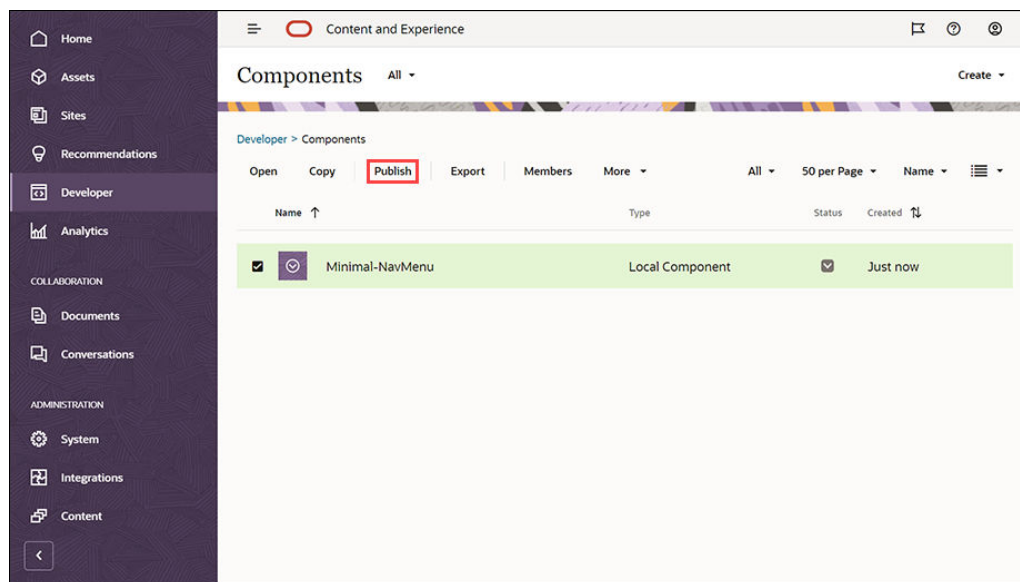 Home
Assets
Sites
Recommendations
Developer
Analytics
COLLABORATION
Documents
Conversations
ADMINISTRATION
System
Integrations
Content
Content and Experience
Components All Create
Developer > Components
Open Copy Publish Export Members More All 50 per Page Name
Name Type Status Created
Minimal-NavMenu Local Component Just now